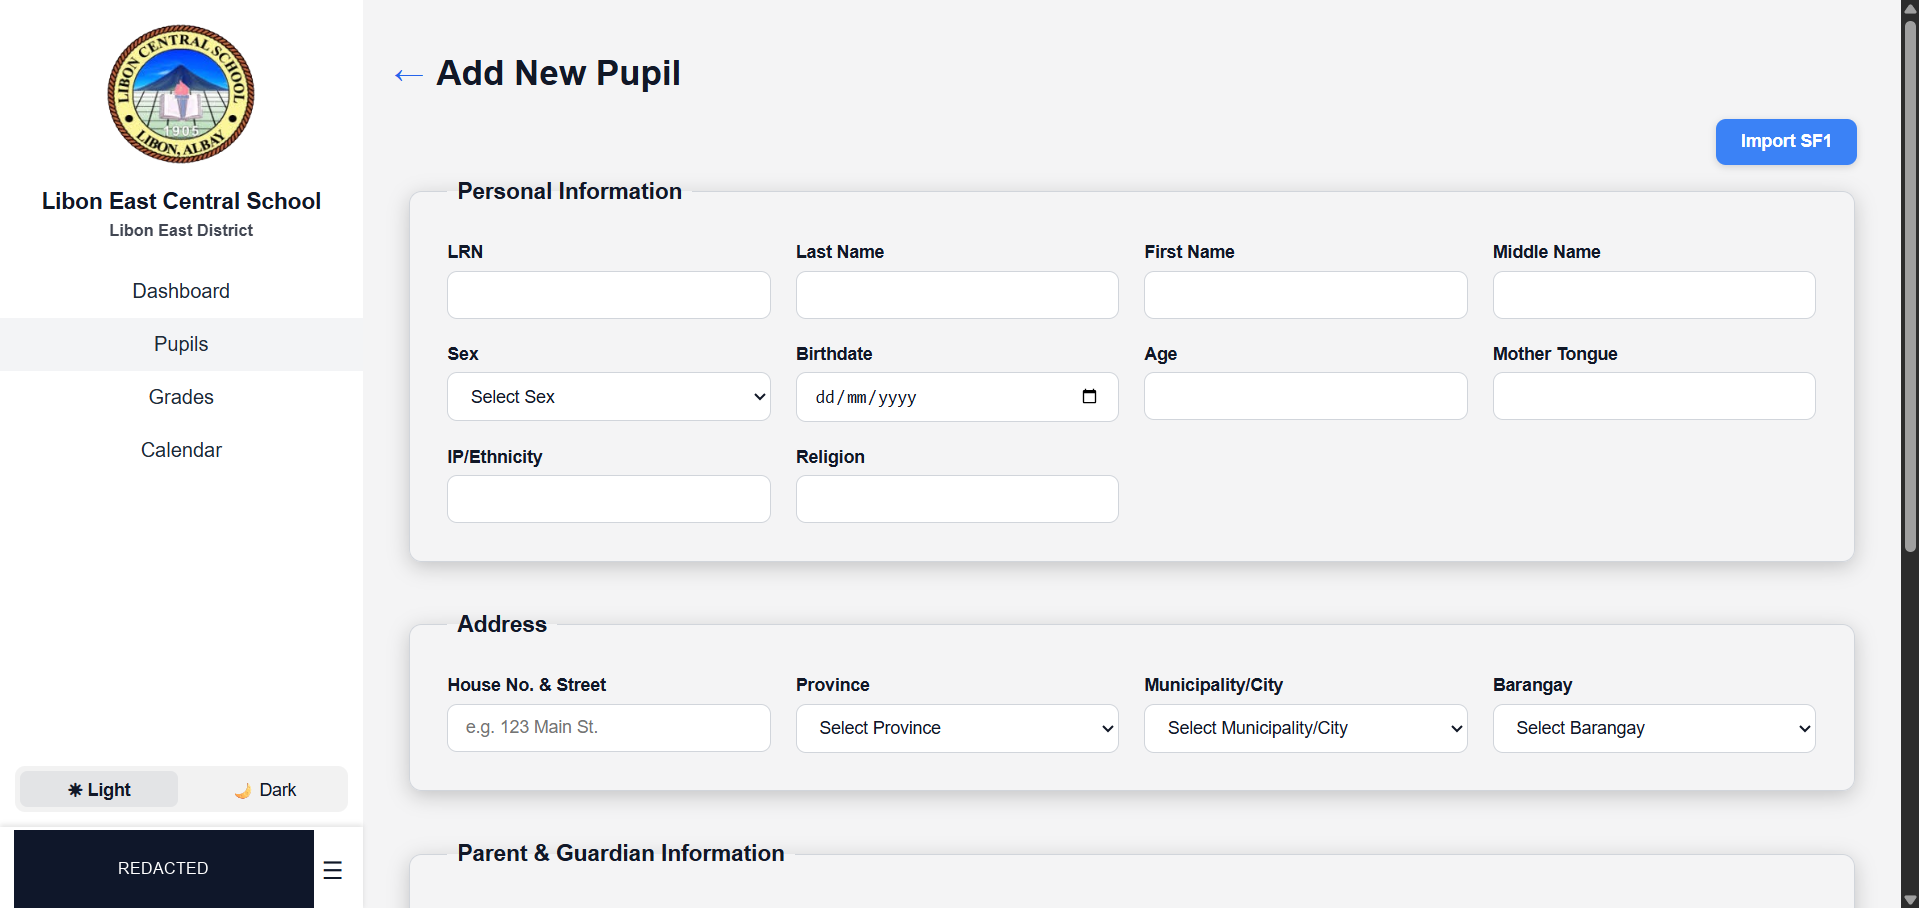 LIBON CENTRAL SCHOOL
1905
LIBON, ALBAY
Libon East Central School
Libon East District
Dashboard
Pupils
Grades
Calendar
☀ Light
🌙 Dark
REDACTED
☰
← Add New Pupil
Import SF1
Personal Information
LRN Last Name First Name Middle Name
Sex Birthdate Age Mother Tongue
Select Sex dd/mm/yyyy
IP/Ethnicity Religion
Address
House No. & Street Province Municipality/City Barangay
e.g. 123 Main St. Select Province Select Municipality/City Select Barangay
Parent & Guardian Information